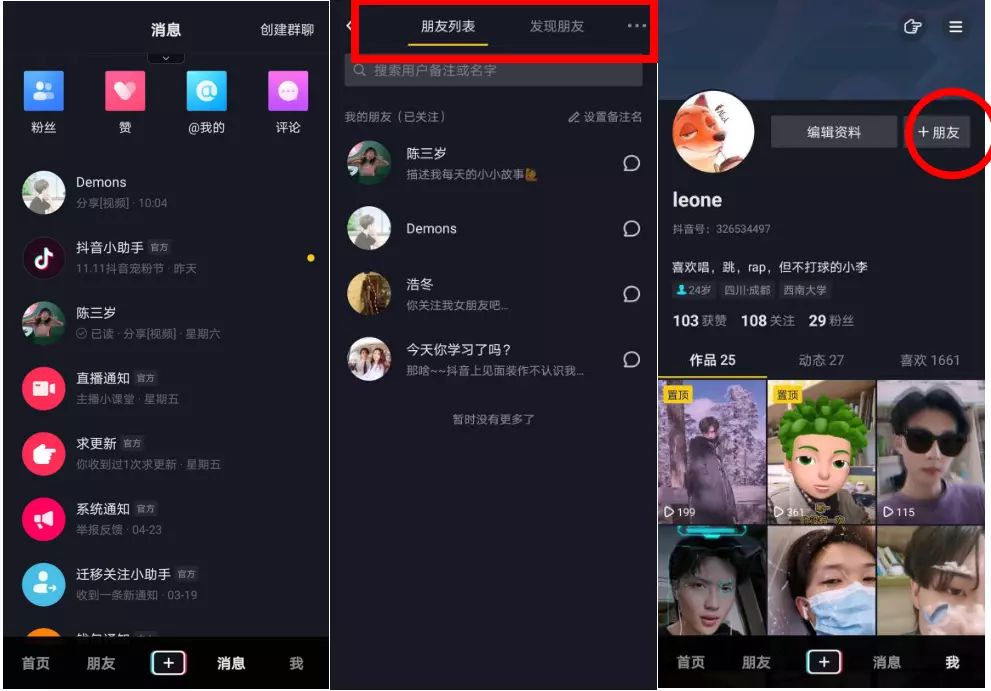 消息
创建群聊
粉丝
赞
@我的
评论
Demons
分享[视频] · 10:04
抖音小助手 官方
11.11抖音宠粉节 · 昨天
陈三岁
已读 · 分享[视频] · 星期六
直播通知 官方
主播小课堂 · 星期五
求更新 官方
你收到过1次求更新 · 星期五
系统通知 官方
举报反馈 · 04-23
迁移关注小助手 官方
收到一条新通知 · 03-19
首页
朋友
消息
我
朋友列表
发现朋友
搜索用户备注或名字
我的朋友（已关注）
设置备注名
陈三岁
描述我每天的小小故事
Demons
浩冬
你关注我女朋友吧...
今天你学习了吗？
那啥~~抖音上见面装作不认识我...
暂时没有更多了
编辑资料
+朋友
leone
抖音号：326534497
喜欢唱，跳，rap，但不打球的小李
24岁
四川·成都
西南大学
103获赞
108关注
29粉丝
作品 25
动态 27
喜欢 1661
置顶
置顶
199
361
115
首页
朋友
消息
我